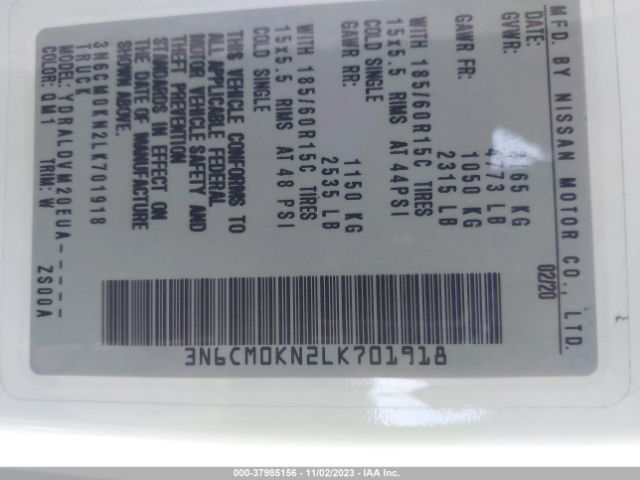 MFD. BY NISSAN MOTOR CO., LTD.
DATE: 02/20
GVWR: 2165 KG
4773 LB
GAWR FR: 1050 KG
2315 LB
WITH 185/60R15C TIRES
15x5.5 RIMS AT 44PSI
COLD SINGLE
GAWR RR: 1150 KG
2535 LB
WITH 185/60R15C TIRES
15x5.5 RIMS AT 48 PSI
COLD SINGLE
THIS VEHICLE CONFORMS TO
ALL APPLICABLE FEDERAL
MOTOR VEHICLE SAFETY AND
THEFT PREVENTION
STANDARDS IN EFFECT ON
THE DATE OF MANUFACTURE
SHOWN ABOVE.
3N6CM0KN2LK701918
TRUCK
MODEL: YDRALDVM20EUA-----
COLOR: QM1 TRIM: W ZS00A
3N6CM0KN2LK701918
000-37985156 - 11/02/2023 - IAA Inc.